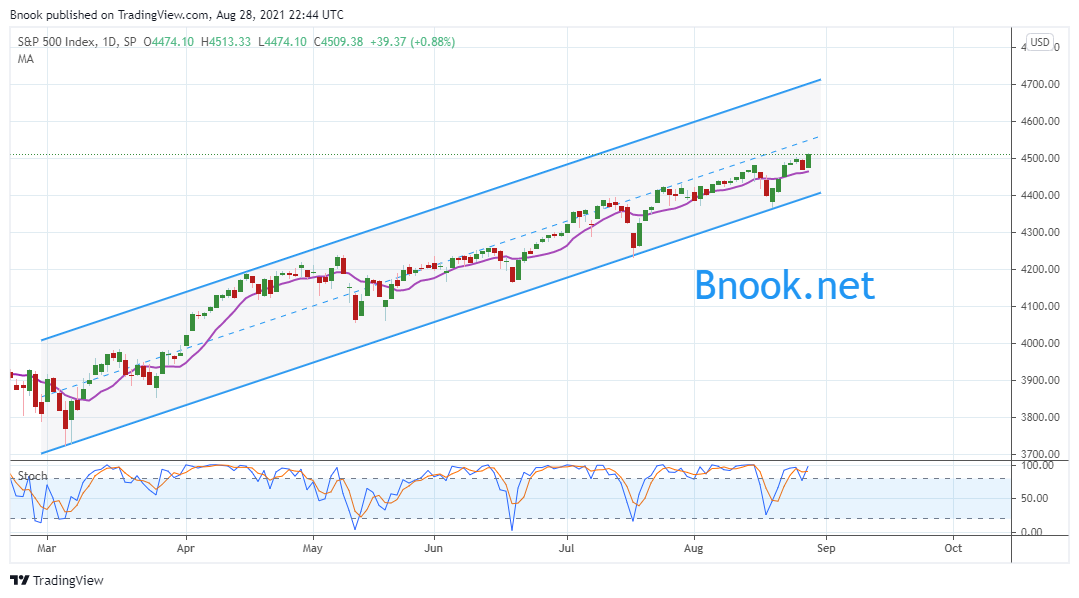 Bnook published on TradingView.com, Aug 28, 2021 22:44 UTC
S&P 500 Index, 1D, SP O4474.10 H4513.33 L4474.10 C4509.38 +39.37 (+0.88%)
MA
USD
4700.00
4600.00
4500.00
4400.00
4300.00
4200.00
4100.00
4000.00
3900.00
3800.00
3700.00
Bnook.net
Stoch
100.00
50.00
0.00
Mar Apr May Jun Jul Aug Sep Oct
TradingView